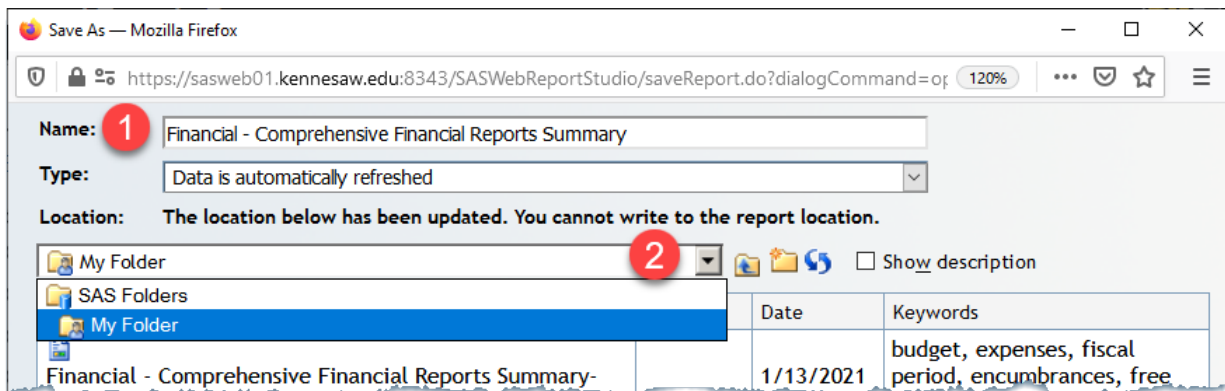 Save As — Mozilla Firefox
https://sasweb01.kennesaw.edu:8343/SASWebReportStudio/saveReport.do?dialogCommand=op 120%
Name: 1 Financial - Comprehensive Financial Reports Summary
Type: Data is automatically refreshed
Location: The location below has been updated. You cannot write to the report location.
My Folder 2 Show description
SAS Folders
My Folder
Date Keywords
Financial - Comprehensive Financial Reports Summary- 1/13/2021 budget, expenses, fiscal
period, encumbrances, free